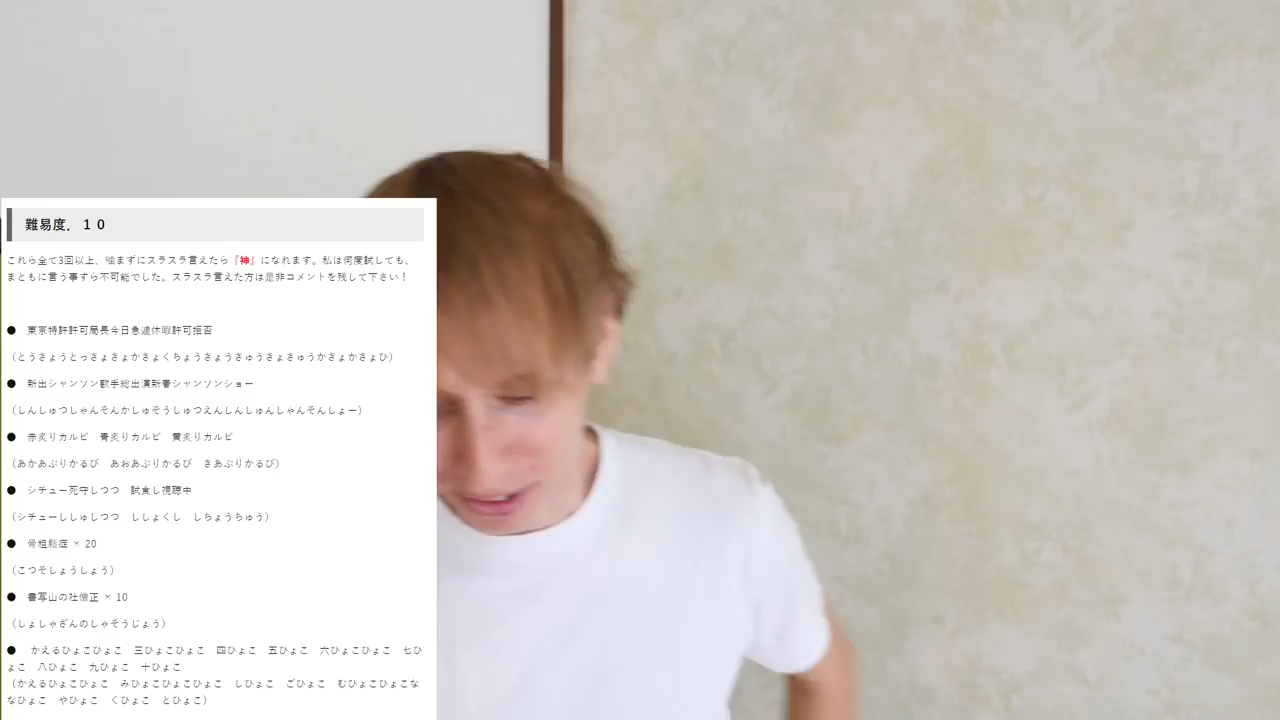 難易度．１０
これら全て3回以上、噛まずにスラスラ言えたら『神』になれます。私は何度試しても、
まともに言う事すら不可能でした。スラスラ言えた方は是非コメントを残して下さい！
● 東京特許許可局長今日急遽休暇許可拒否
（とうきょうとっきょきょかきょくちょうきょうきゅうきょきゅうかきょかきょひ）
● 新出シャンソン歌手総出演新春シャンソンショー
（しんしゅつしゃんそんかしゅそうしゅつえんしんしゅんしゃんそんしょー）
● 赤炙りカルビ　青炙りカルビ　黄炙りカルビ
（あかあぶりかるび　あおあぶりかるび　きあぶりかるび）
● シチュー死守しつつ　試食し視聴中
（シチューししゅしつつ　ししょくし　しちょうちゅう）
● 骨粗鬆症 × 20
（こつそしょうしょう）
● 書写山の社僧正 × 10
（しょしゃざんのしゃそうじょう）
● かえるひょこひょこ　三ひょこひょこ　四ひょこ　五ひょこ　六ひょこひょこ　七ひ
ょこ　八ひょこ　九ひょこ　十ひょこ
（かえるひょこひょこ　みひょこひょこひょこ　しひょこ　ごひょこ　むひょこひょこな
なひょこ　やひょこ　くひょこ　とひょこ）